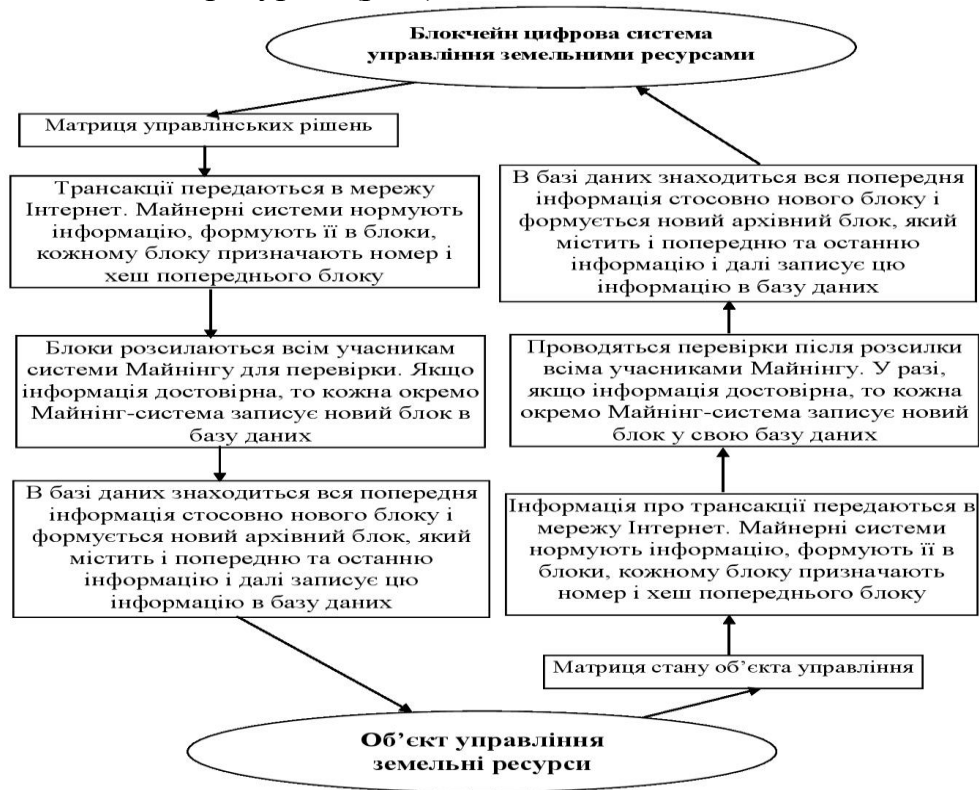 Блокчейн цифрова система
управління земельними ресурсами
Матриця управлінських рішень
Трансакції передаються в мережу
Інтернет. Майнерні системи нормують
інформацію, формують її в блоки,
кожному блоку призначають номер і
хеш попереднього блоку
Блоки розсилаються всім учасникам
системи Майнінгу для перевірки. Якщо
інформація достовірна, то кожна окремо
Майнінг-система записує новий блок в
базу даних
В базі даних знаходиться вся попередня
інформація стосовно нового блоку і
формується новий архівний блок, який
містить і попередню та останню
інформацію і далі записує цю
інформацію в базу даних
Об’єкт управління
земельні ресурси
Матриця стану об’єкта управління
Інформація про трансакції передаються в
мережу Інтернет. Майнерні системи
нормують інформацію, формують її в
блоки, кожному блоку призначають
номер і хеш попереднього блоку
Проводяться перевірки після розсилки
всіма учасниками Майнінгу. У разі,
якщо інформація достовірна, то кожна
окремо Майнінг-система записує новий
блок у свою базу даних
В базі даних знаходиться вся попередня
інформація стосовно нового блоку і
формується новий архівний блок, який
містить і попередню та останню
інформацію і далі записує цю
інформацію в базу даних